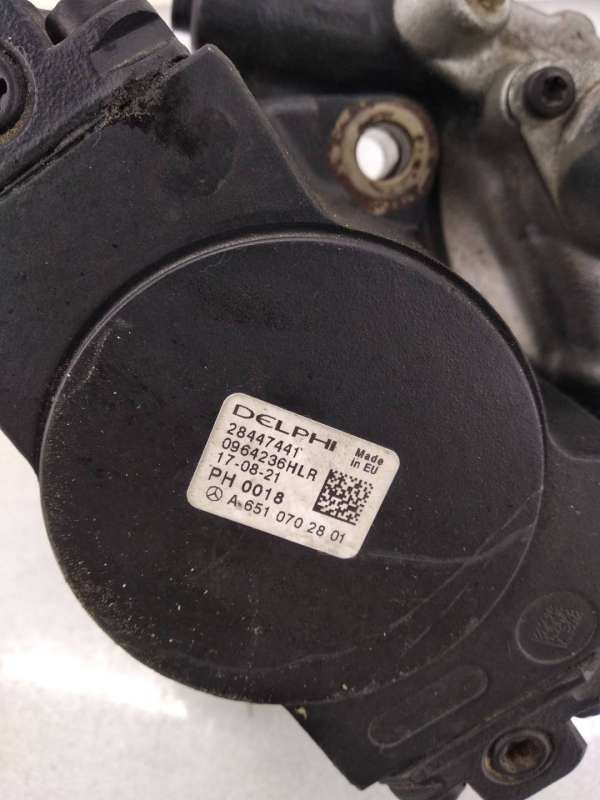 DELPHI
28447441 Made
0964236HLR in EU
17-08-21
PH 0018
A 651 070 28 01